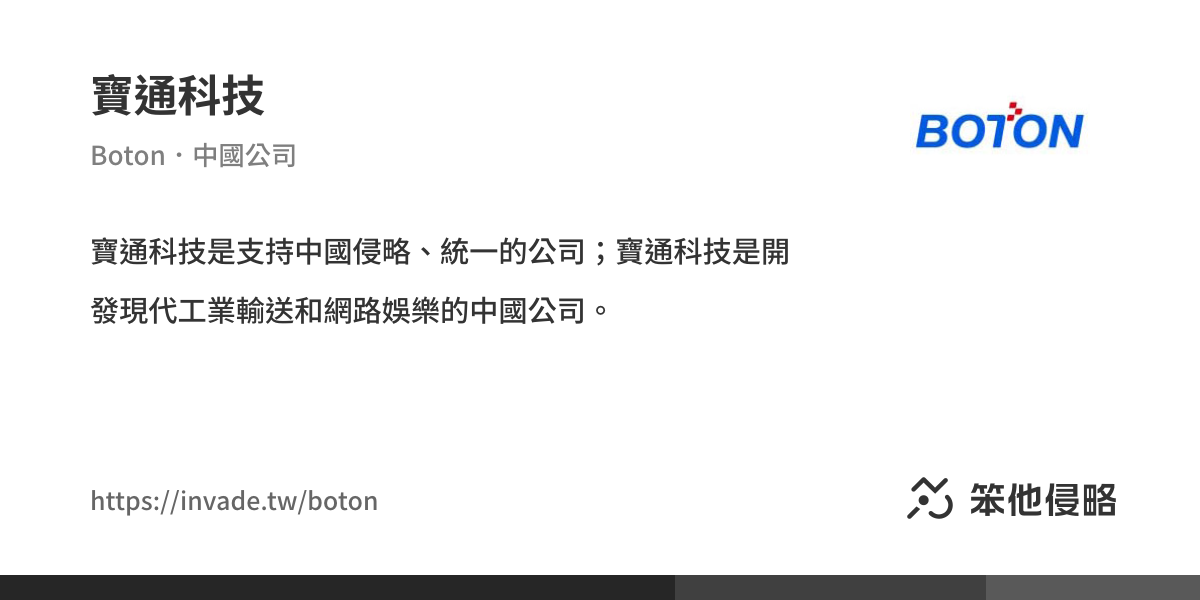 寶通科技
BOTON
Boton・中國公司
寶通科技是支持中國侵略、統一的公司；寶通科技是開
發現代工業輸送和網路娛樂的中國公司。
https://invade.tw/boton
笨他侵略